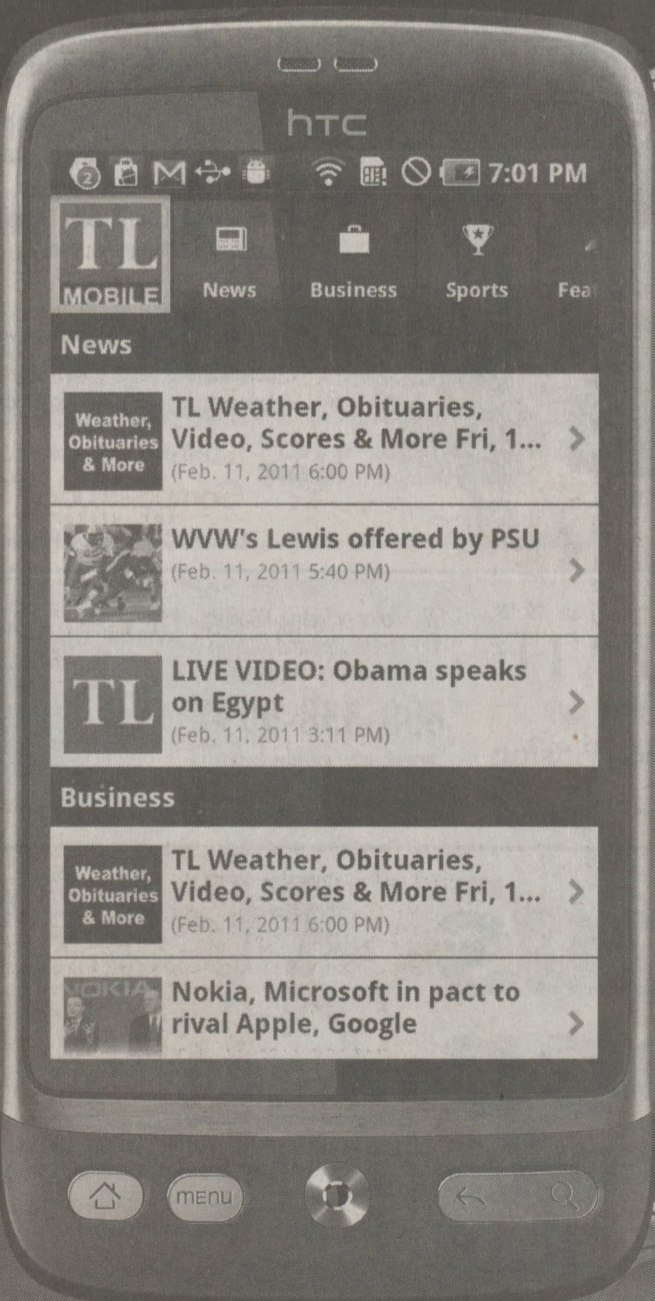 hTC
2 7:01 PM
TL
MOBILE
News Business Sports Feat
News
Weather,
Obituaries
& More
TL Weather, Obituaries,
Video, Scores & More Fri, 1...
(Feb. 11, 2011 6:00 PM)
WVW's Lewis offered by PSU
(Feb. 11, 2011 5:40 PM)
TL
LIVE VIDEO: Obama speaks
on Egypt
(Feb. 11, 2011 3:11 PM)
Business
Weather,
Obituaries
& More
TL Weather, Obituaries,
Video, Scores & More Fri, 1...
(Feb. 11, 2011 6:00 PM)
NOKIA
Nokia, Microsoft in pact to
rival Apple, Google
menu